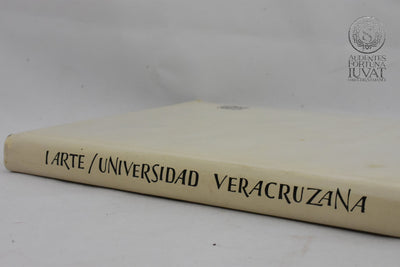 AUDENTES
FORTUNA
IUVAT
I ARTE / UNIVERSIDAD VERACRUZANA